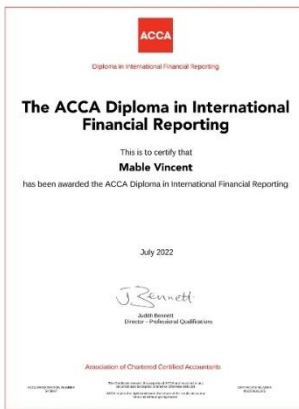 ACCA
Diploma in International Financial Reporting
The ACCA Diploma in International
Financial Reporting
This is to certify that
Mable Vincent
has been awarded the ACCA Diploma in International Financial Reporting
July 2022
J Bennett
Judith Bennett
Director - Professional Qualifications
Association of Chartered Certified Accountants